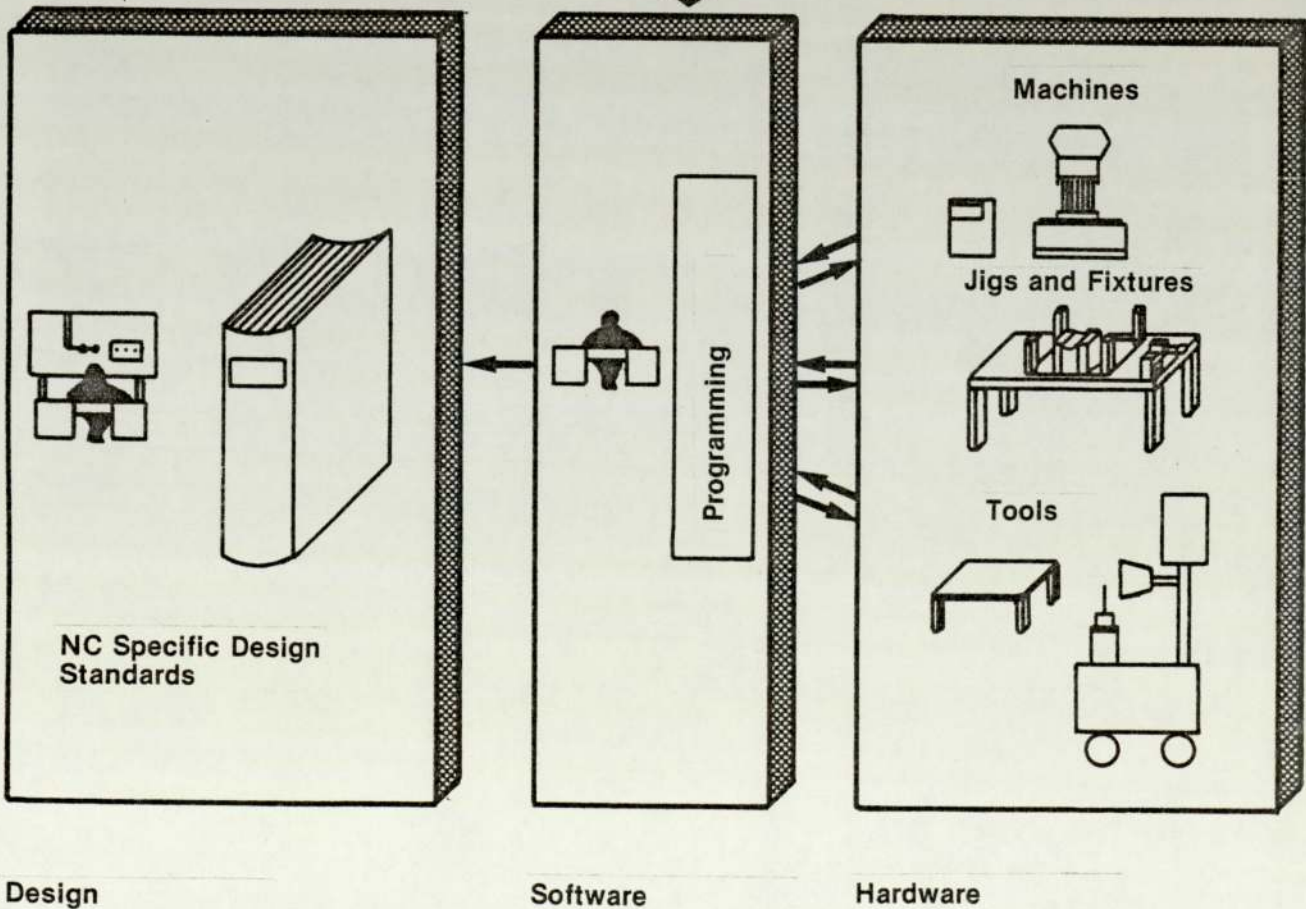 Machines
Jigs and Fixtures
Programming
Tools
NC Specific Design
Standards
Design
Software
Hardware